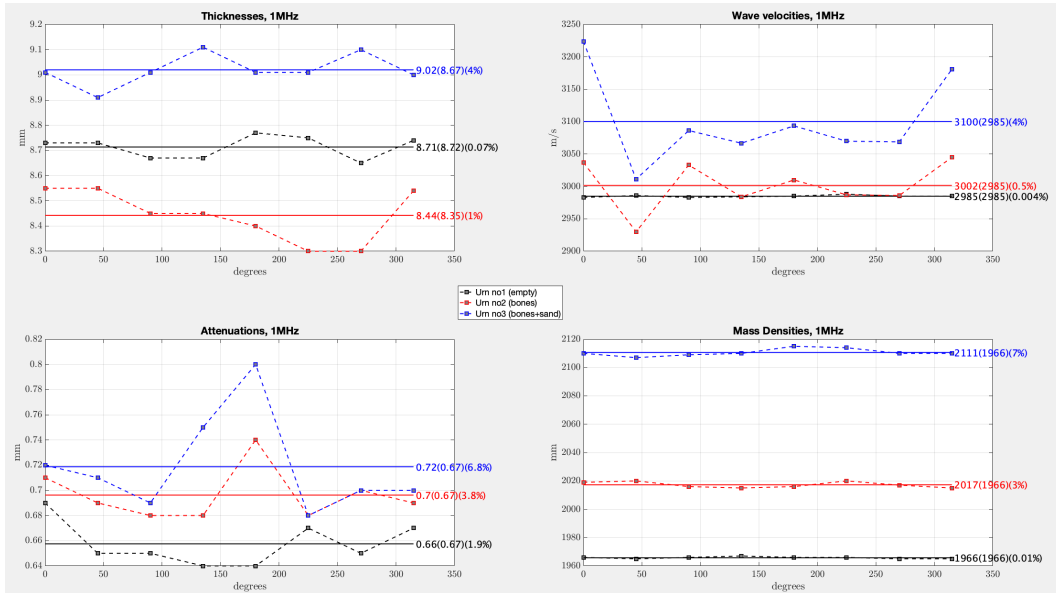 Thicknesses, 1MHz
9.2
9.1
9
8.9
8.8
8.7
8.6
8.5
8.4
8.3
mm
9.02(8.67)(4%)
8.71(8.72)(0.07%)
8.44(8.35)(1%)
0 50 100 150 200 250 300 350
degrees
Wave velocities, 1MHz
3250
3200
3150
3100
3050
3000
2950
2900
m/s
3100(2985)(4%)
3002(2985)(0.5%)
2985(2985)(0.004%)
0 50 100 150 200 250 300 350
degrees
Urn no1 (empty)
Urn no2 (bones)
Urn no3 (bones+sand)
Attenuations, 1MHz
0.82
0.8
0.78
0.76
0.74
0.72
0.7
0.68
0.66
0.64
mm
0.72(0.67)(6.8%)
0.7(0.67)(3.8%)
0.66(0.67)(1.9%)
0 50 100 150 200 250 300 350
degrees
Mass Densities, 1MHz
2120
2100
2080
2060
2040
2020
2000
1980
1960
mm
2111(1966)(7%)
2017(1966)(3%)
1966(1966)(0.01%)
0 50 100 150 200 250 300 350
degrees